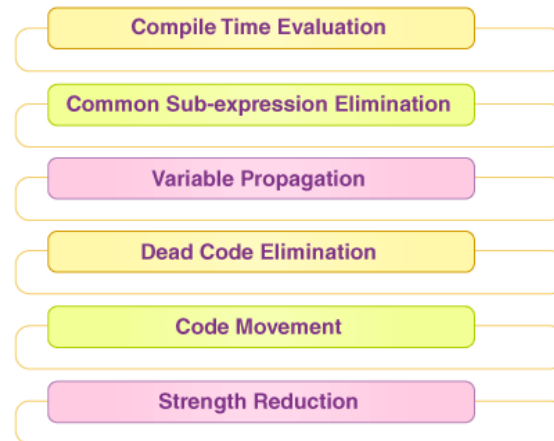 Compile Time Evaluation
Common Sub-expression Elimination
Variable Propagation
Dead Code Elimination
Code Movement
Strength Reduction